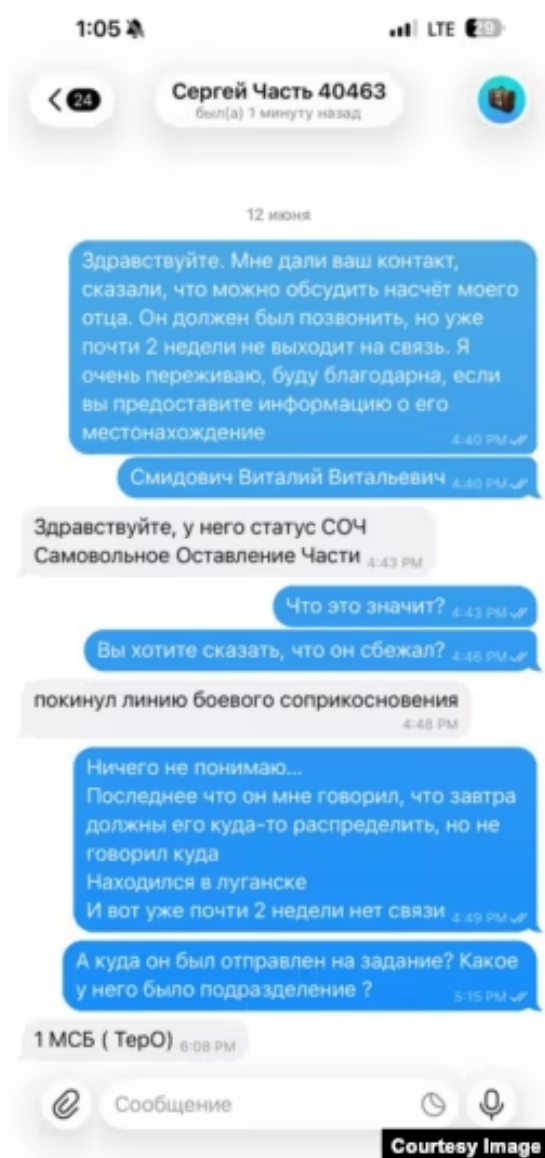 1:05
LTE 29
24
Сергей Часть 40463
был(а) 1 минуту назад
12 июня
Здравствуйте. Мне дали ваш контакт,
сказали, что можно обсудить насчёт моего
отца. Он должен был позвонить, но уже
почти 2 недели не выходит на связь. Я
очень переживаю, буду благодарна, если
вы предоставите информацию о его
местонахождение
4:40 PM
Смидович Виталий Витальевич 4:40 PM
Здравствуйте, у него статус СОЧ
Самовольное Оставление Части 4:43 PM
Что это значит? 4:43 PM
Вы хотите сказать, что он сбежал? 4:46 PM
покинул линию боевого соприкосновения
4:48 PM
Ничего не понимаю...
Последнее что он мне говорил, что завтра
должны его куда-то распределить, но не
говорил куда
Находился в луганске
И вот уже почти 2 недели нет связи 4:49 PM
А куда он был отправлен на задание? Какое
у него было подразделение ? 5:15 PM
1 МСБ ( ТерО) 6:08 PM
Сообщение
Courtesy Image